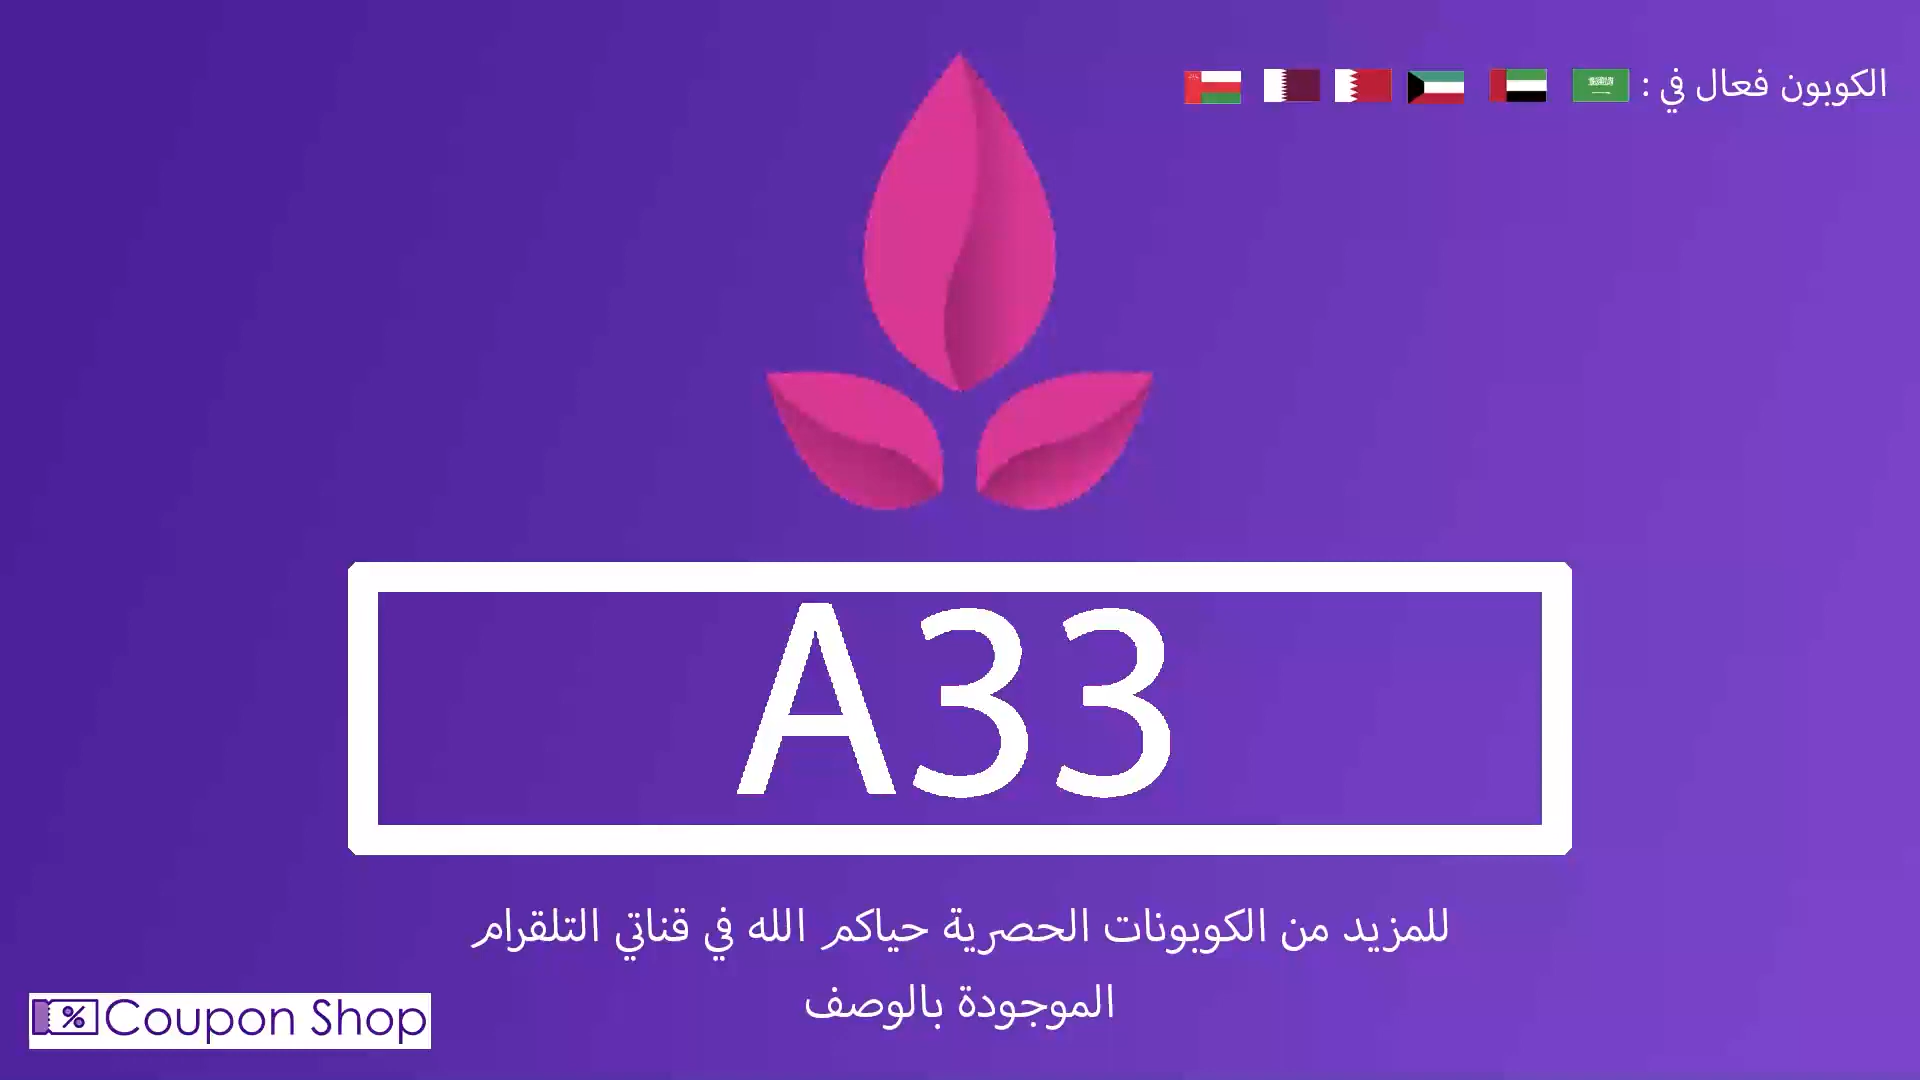 الكوبون فعال في :
A33
للمزيد من الكوبونات الحصرية حياكم الله في قناتي التلقرام
الموجودة بالوصف
Coupon Shop